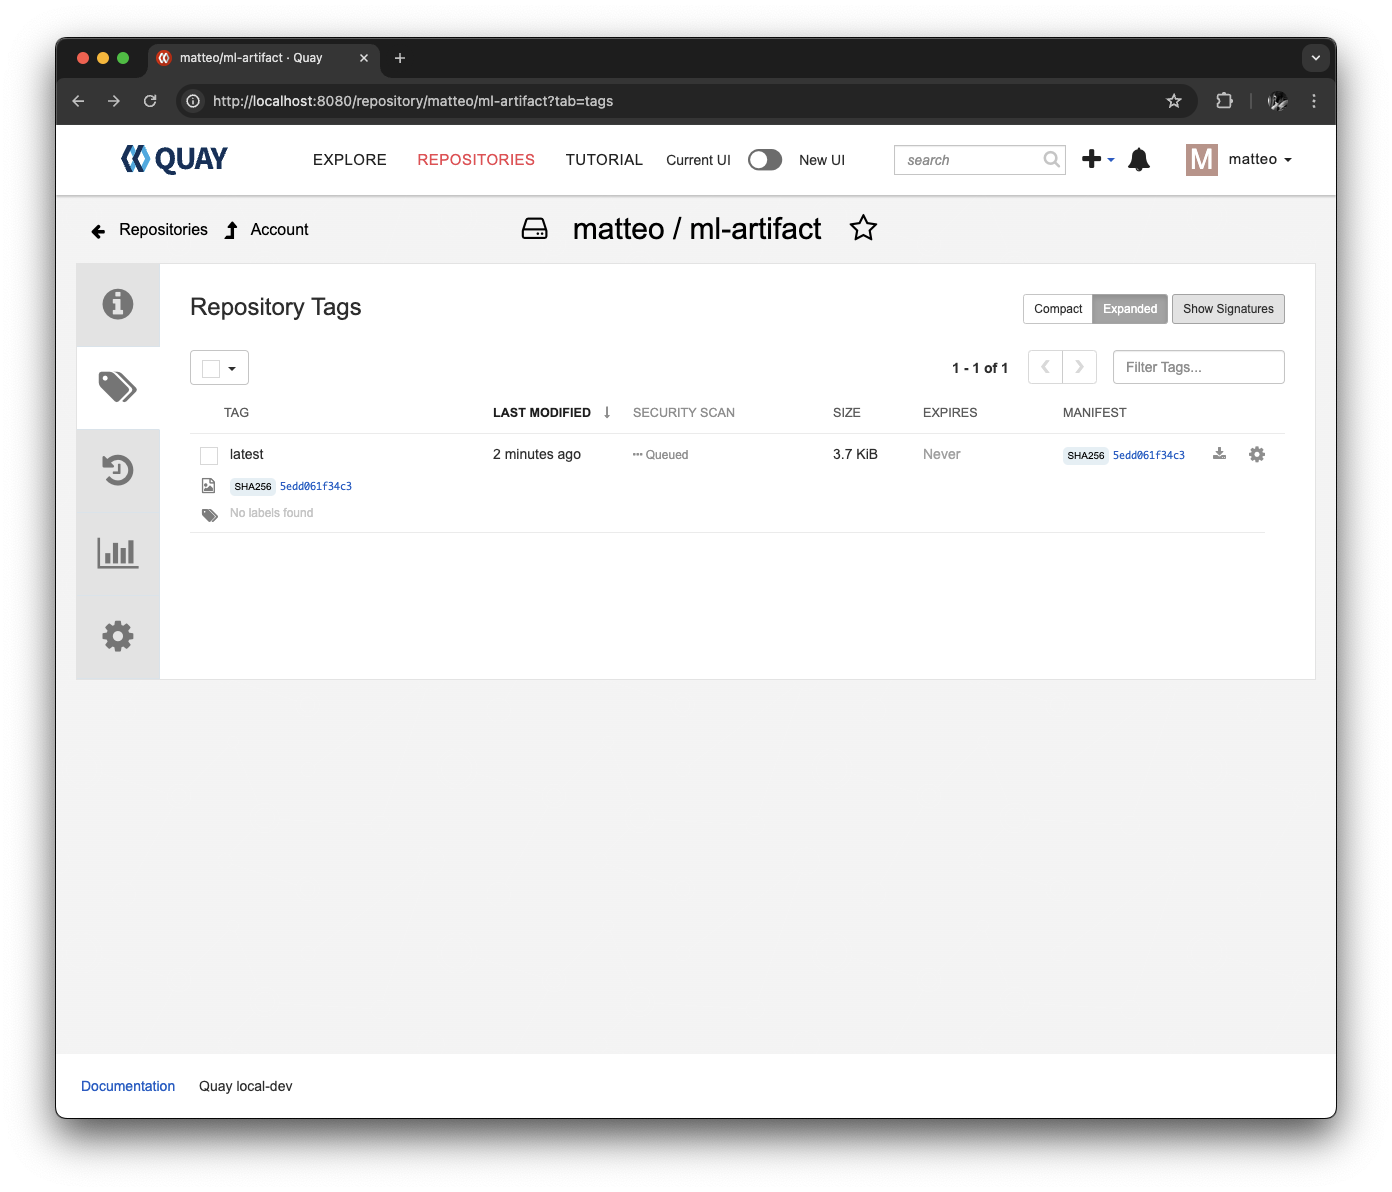 matteo/ml-artifact · Quay
http://localhost:8080/repository/matteo/ml-artifact?tab=tags
QUAY EXPLORE REPOSITORIES TUTORIAL Current UI New UI search M matteo
Repositories Account matteo / ml-artifact
Repository Tags Compact Expanded Show Signatures
1 - 1 of 1 Filter Tags...
TAG LAST MODIFIED SECURITY SCAN SIZE EXPIRES MANIFEST
latest 2 minutes ago Queued 3.7 KiB Never SHA256 5edd061f34c3
SHA256 5edd061f34c3
No labels found
Documentation Quay local-dev